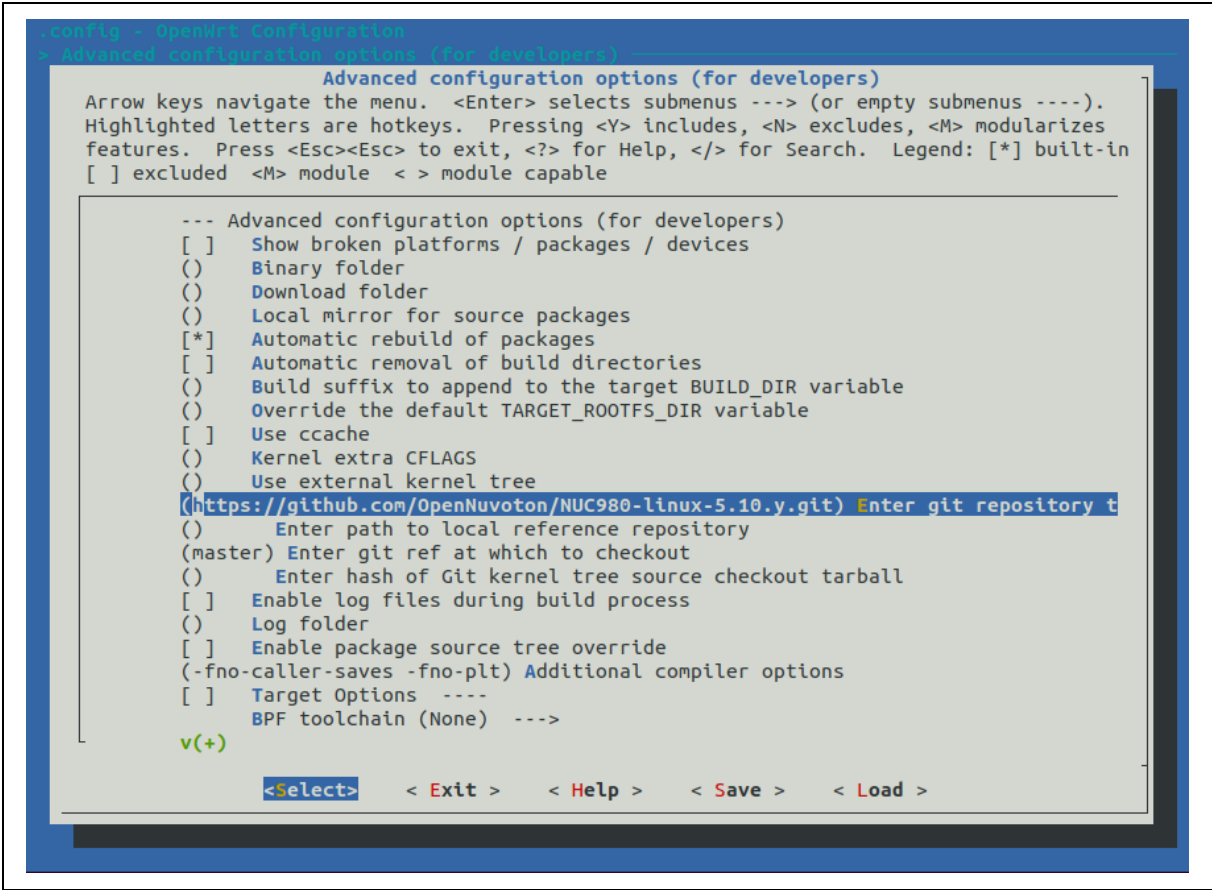 .config - OpenWrt Configuration
> Advanced configuration options (for developers)
Advanced configuration options (for developers)
Arrow keys navigate the menu.  <Enter> selects submenus ---> (or empty submenus ----).
Highlighted letters are hotkeys.  Pressing <Y> includes, <N> excludes, <M> modularizes
features.  Press <Esc><Esc> to exit, <?> for Help, </> for Search.  Legend: [*] built-in
[ ] excluded  <M> module  < > module capable
--- Advanced configuration options (for developers)
[ ]   Show broken platforms / packages / devices
()    Binary folder
()    Download folder
()    Local mirror for source packages
[*]   Automatic rebuild of packages
[ ]   Automatic removal of build directories
()    Build suffix to append to the target BUILD_DIR variable
()    Override the default TARGET_ROOTFS_DIR variable
[ ]   Use ccache
()    Kernel extra CFLAGS
()    Use external kernel tree
(https://github.com/OpenNuvoton/NUC980-linux-5.10.y.git) Enter git repository t
()      Enter path to local reference repository
(master) Enter git ref at which to checkout
()      Enter hash of Git kernel tree source checkout tarball
[ ]   Enable log files during build process
()    Log folder
[ ]   Enable package source tree override
(-fno-caller-saves -fno-plt) Additional compiler options
[ ]   Target Options  ----
BPF toolchain (None)  --->
v(+)
<Select>    < Exit >    < Help >    < Save >    < Load >